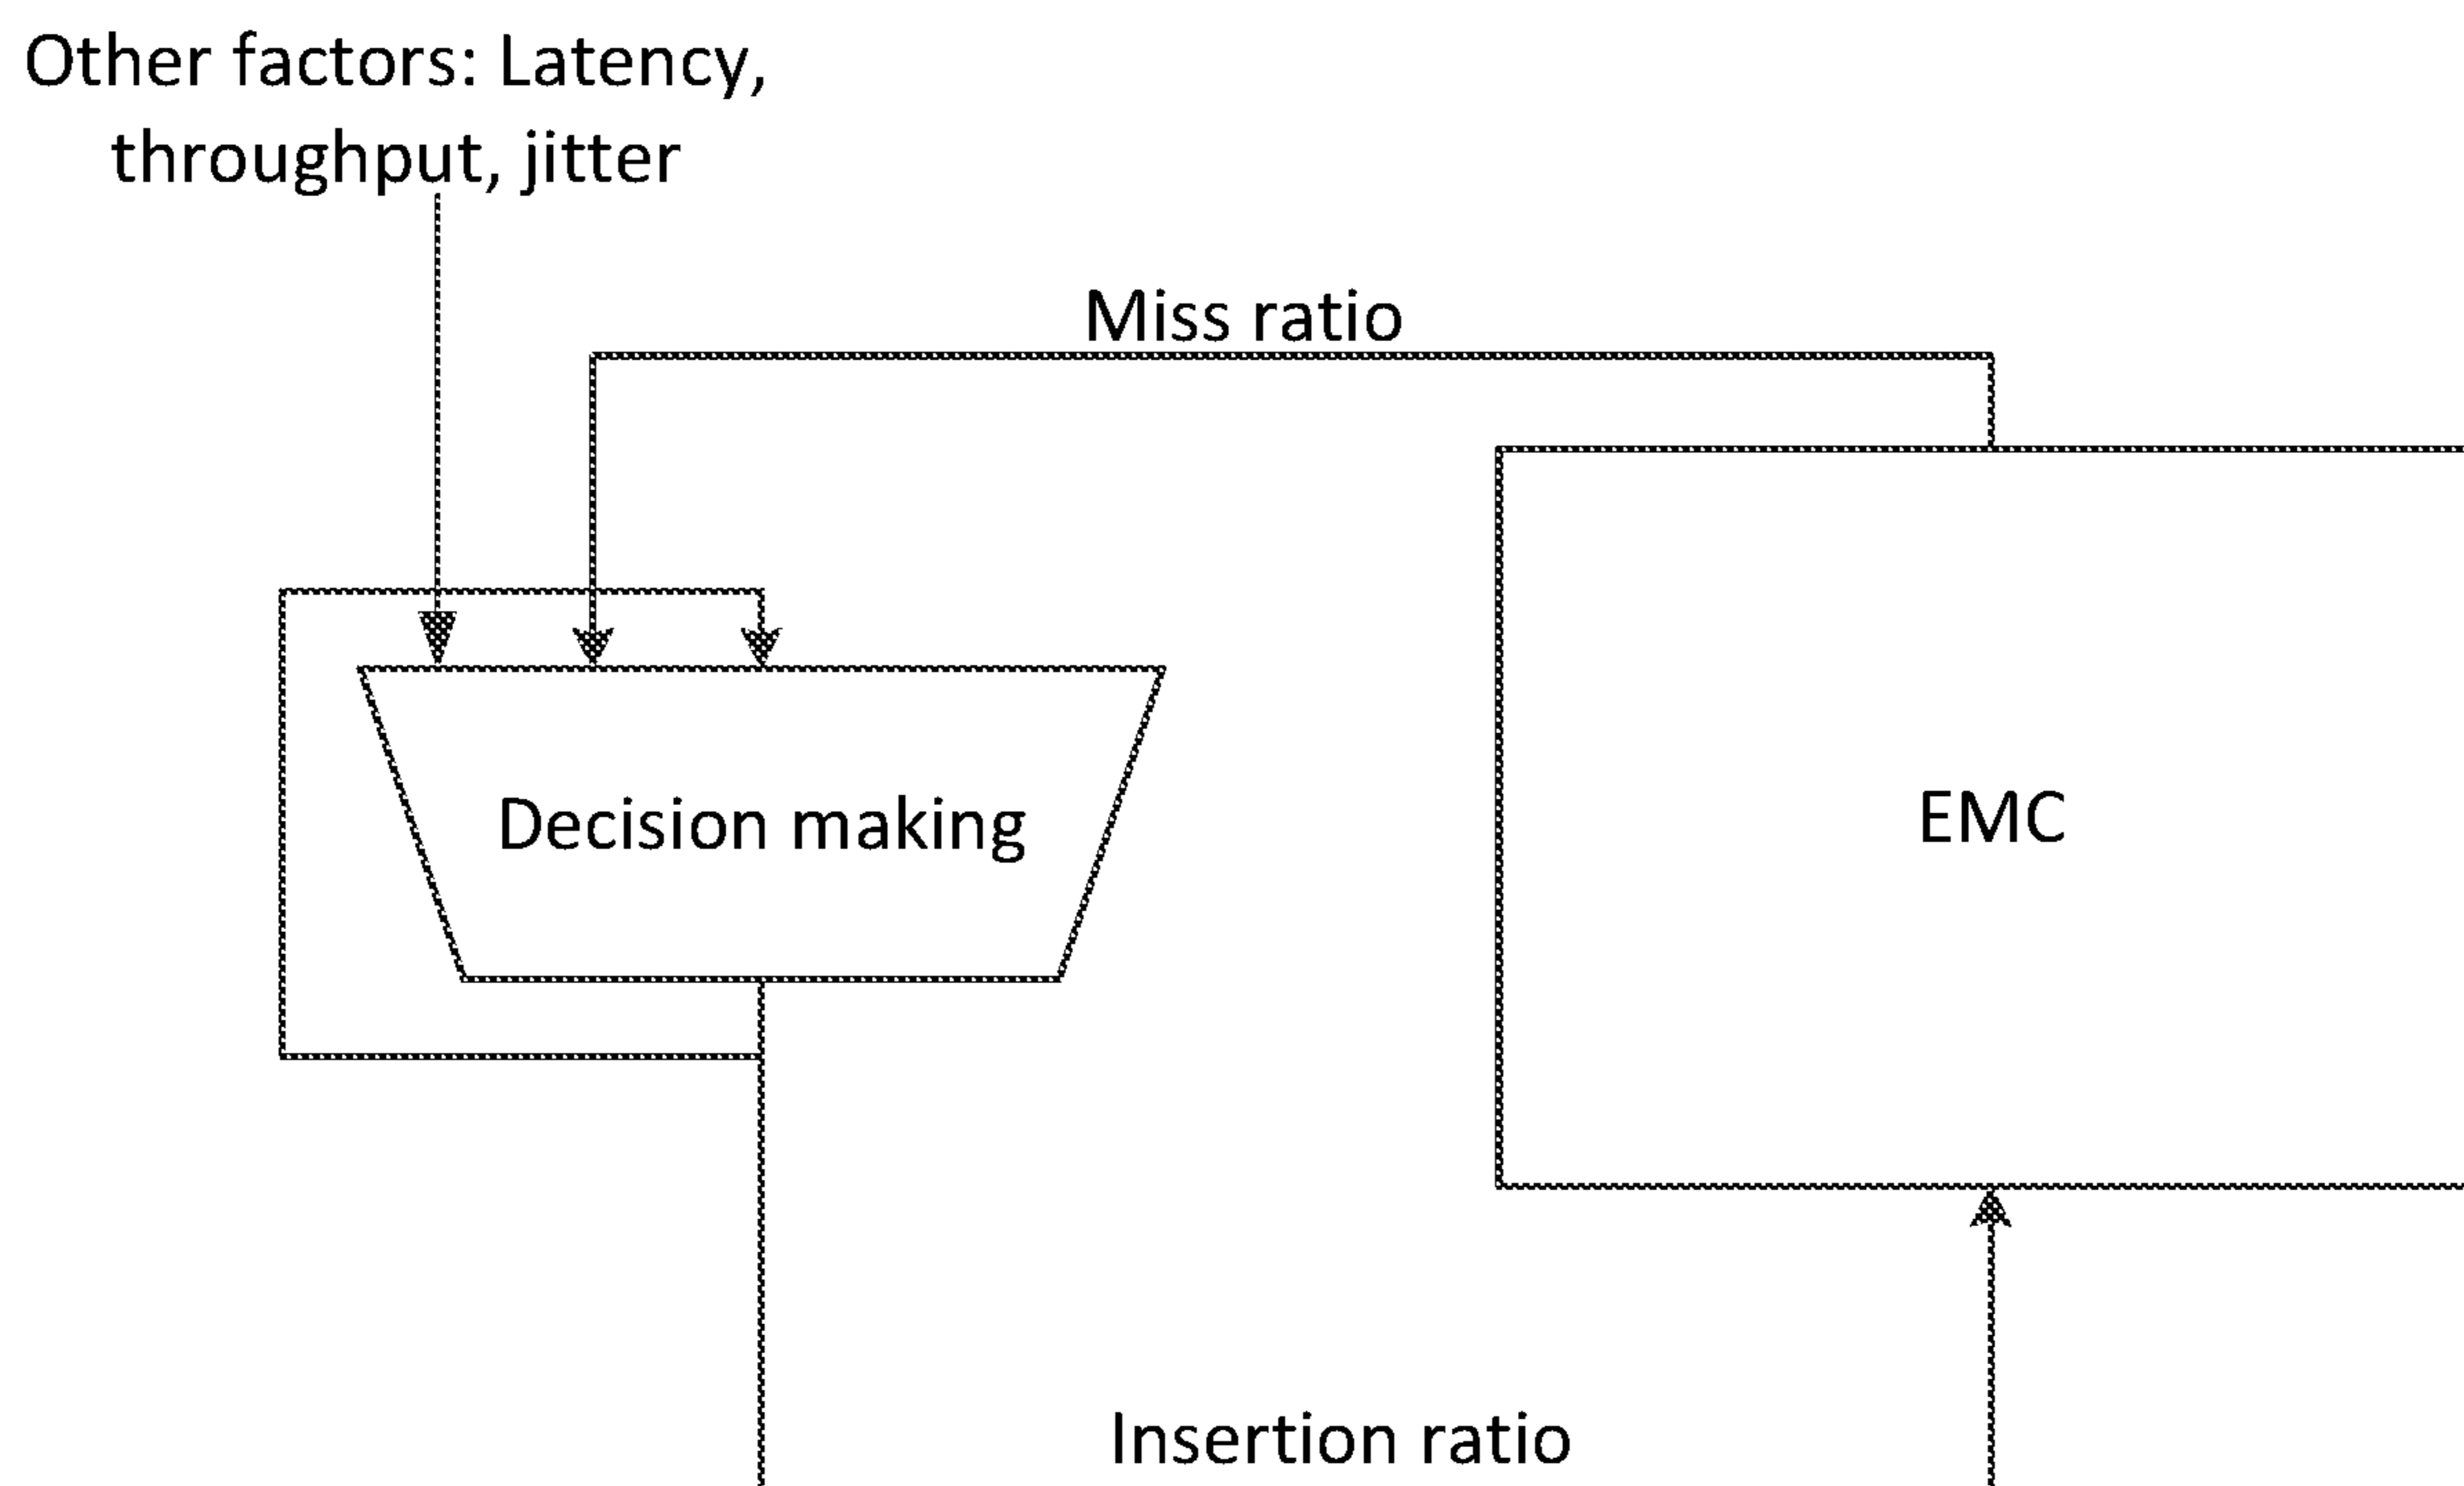 Other factors: Latency,
throughput, jitter
Miss ratio
Decision making
EMC
Insertion ratio